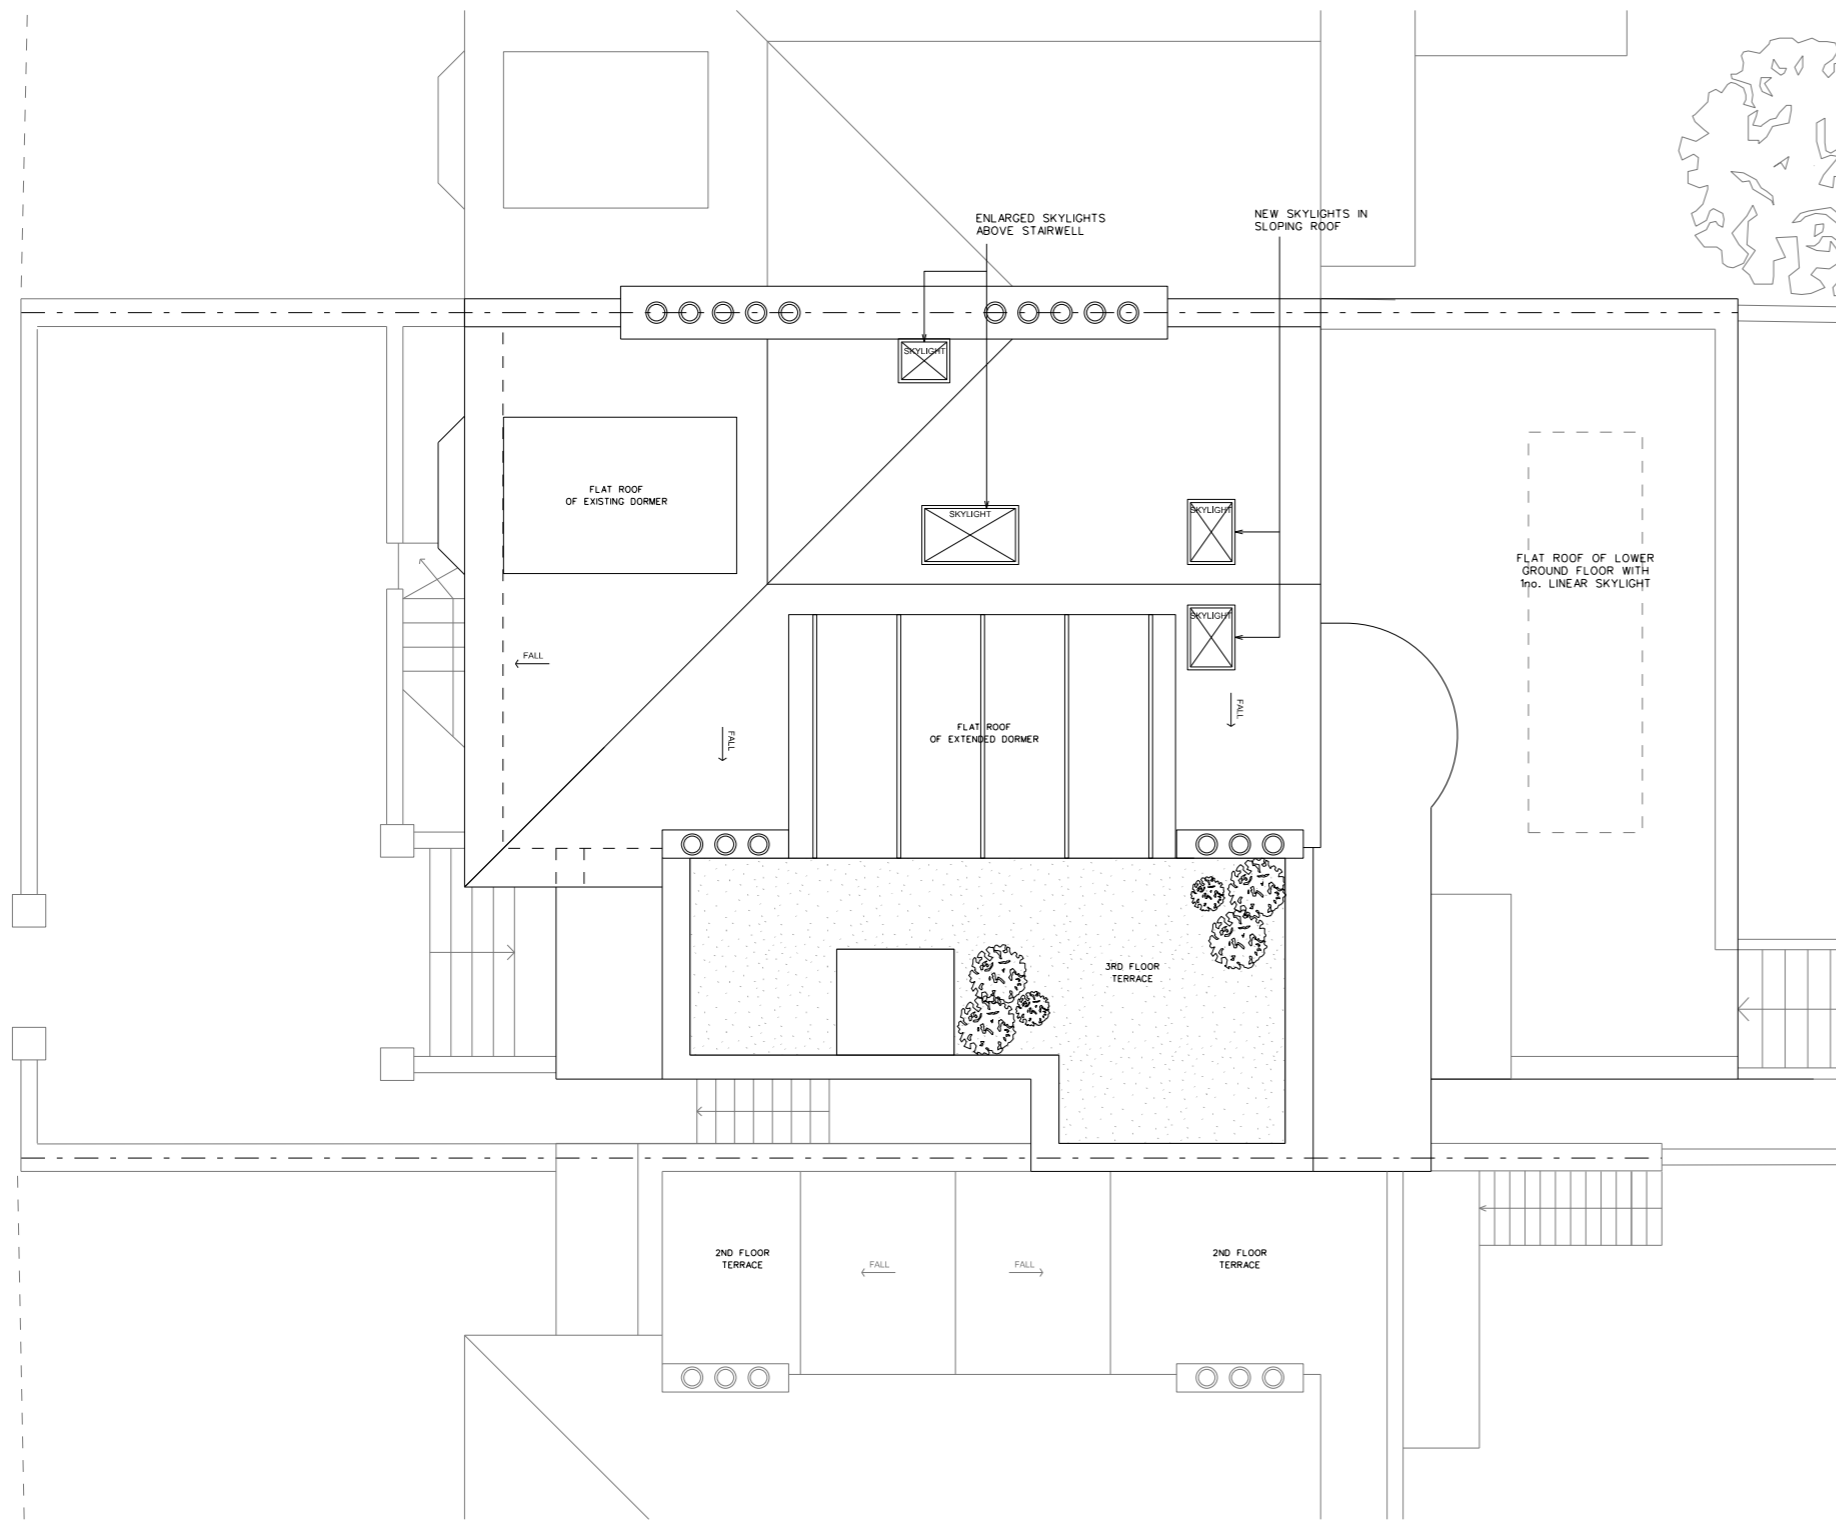 ENLARGED SKYLIGHTS
ABOVE STAIRWELL
NEW SKYLIGHTS IN
SLOPING ROOF
SKYLIGHT
FLAT ROOF
OF EXISTING DORMER
SKYLIGHT
SKYLIGHT
FLAT ROOF OF LOWER
GROUND FLOOR WITH
1no. LINEAR SKYLIGHT
SKYLIGHT
FALL
FALL
FLAT ROOF
OF EXTENDED DORMER
FALL
3RD FLOOR
TERRACE
2ND FLOOR
TERRACE
FALL
FALL
2ND FLOOR
TERRACE